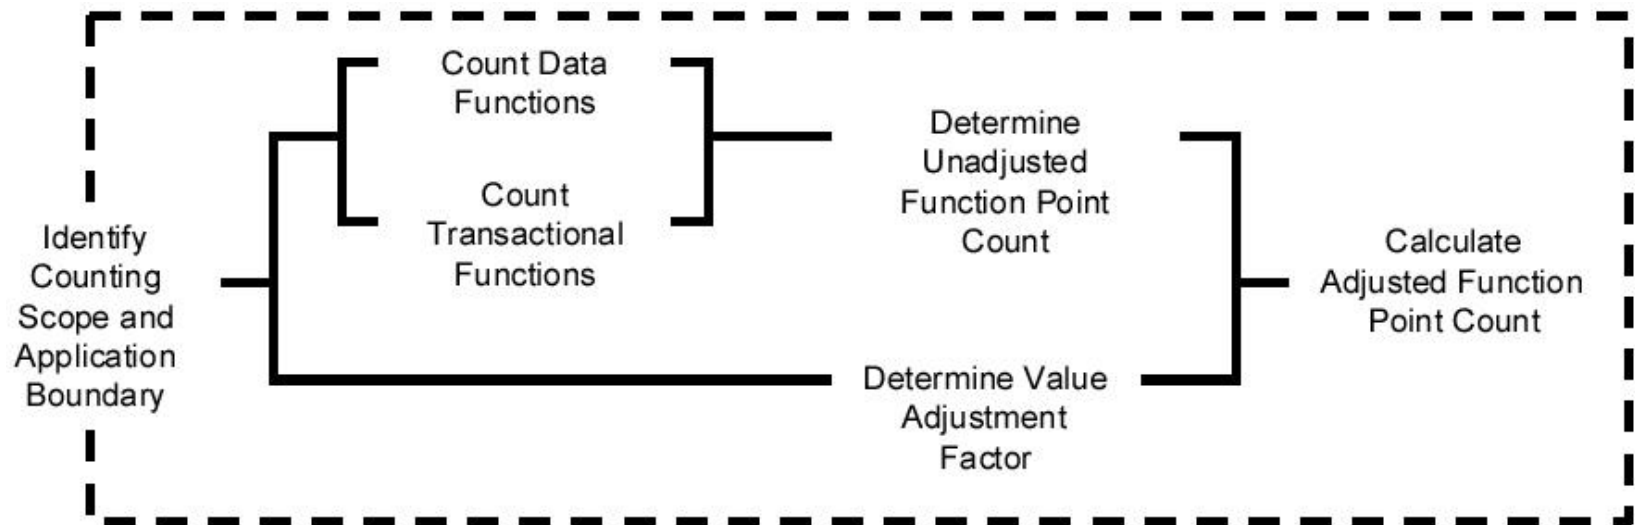 Identify
Counting
Scope and
Application
Boundary
Count Data
Functions
Count
Transactional
Functions
Determine
Unadjusted
Function Point
Count
Determine Value
Adjustment
Factor
Calculate
Adjusted Function
Point Count